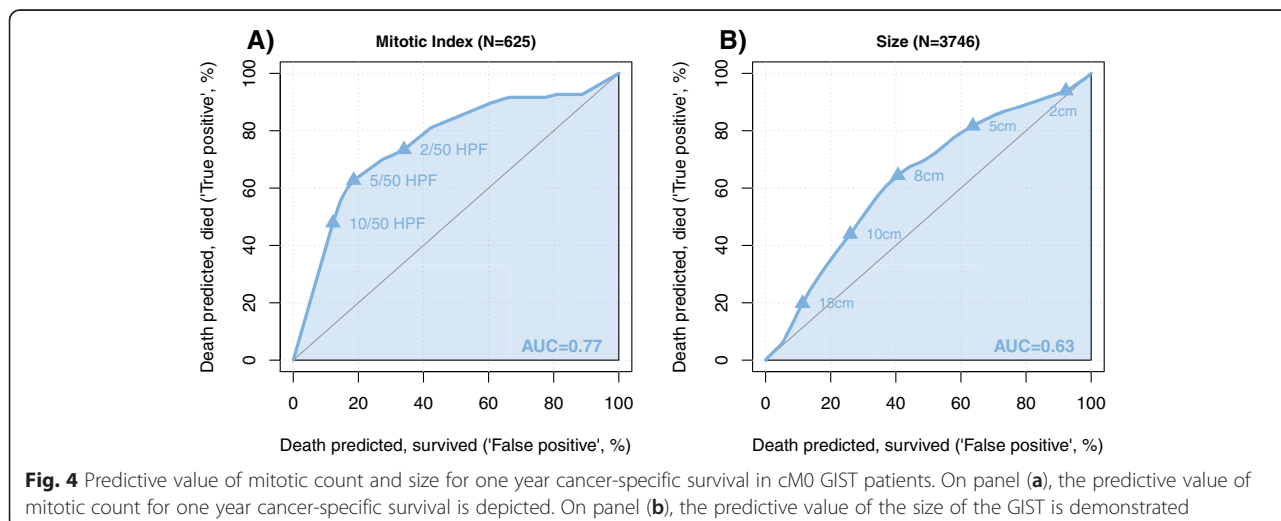 A)
Mitotic Index (N=625)
Death predicted, died ('True positive', %)
100
80
60
40
20
0
2/50 HPF
5/50 HPF
10/50 HPF
AUC=0.77
0 20 40 60 80 100
Death predicted, survived ('False positive', %)
B)
Size (N=3746)
Death predicted, died ('True positive', %)
100
80
60
40
20
0
2cm
5cm
8cm
10cm
15cm
AUC=0.63
0 20 40 60 80 100
Death predicted, survived ('False positive', %)
Fig. 4 Predictive value of mitotic count and size for one year cancer-specific survival in cM0 GIST patients. On panel (a), the predictive value of
mitotic count for one year cancer-specific survival is depicted. On panel (b), the predictive value of the size of the GIST is demonstrated